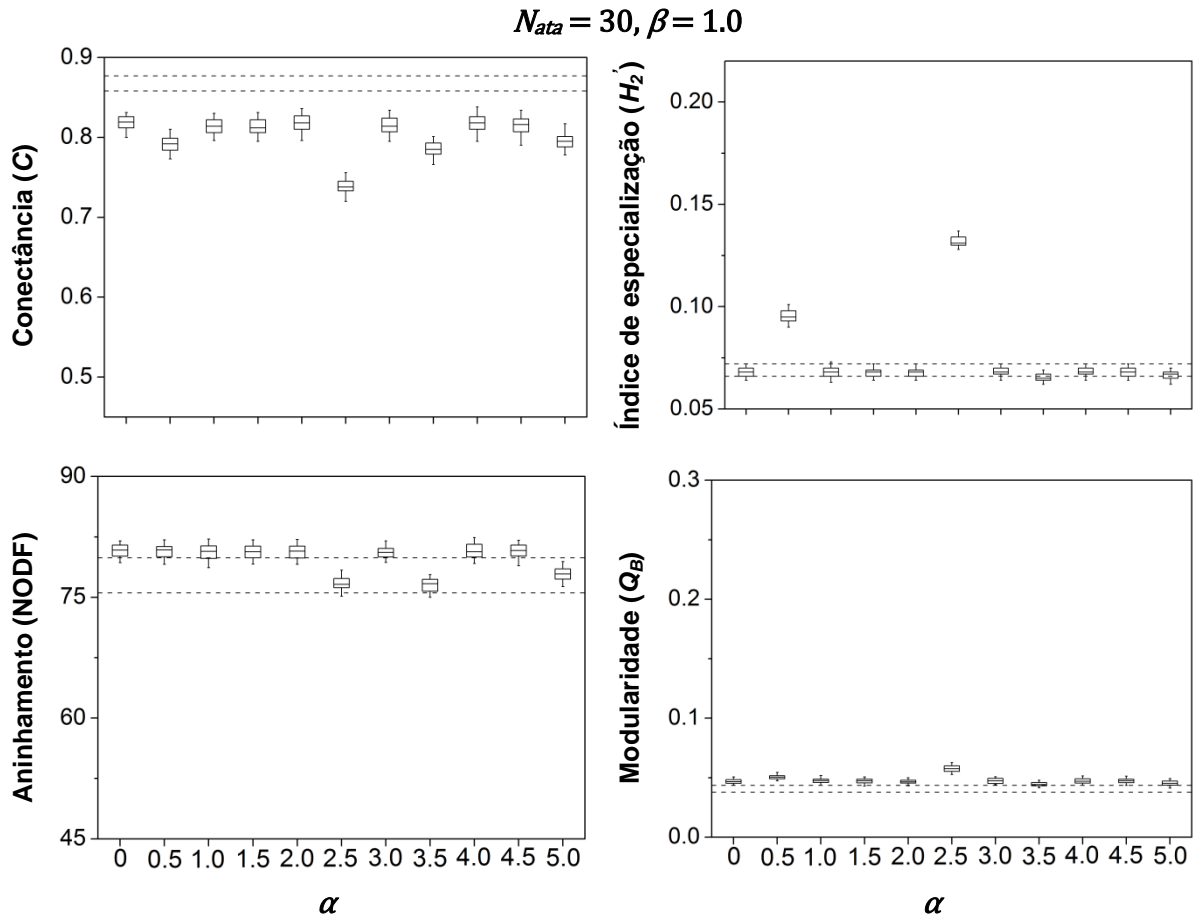 Nata = 30, β = 1.0
Conectância (C)
0.9
0.8
0.7
0.6
0.5
Índice de especialização (H2')
0.20
0.15
0.10
0.05
Aninhamento (NODF)
90
75
60
45
0 0.5 1.0 1.5 2.0 2.5 3.0 3.5 4.0 4.5 5.0
α
Modularidade (QB)
0.3
0.2
0.1
0.0
0 0.5 1.0 1.5 2.0 2.5 3.0 3.5 4.0 4.5 5.0
α